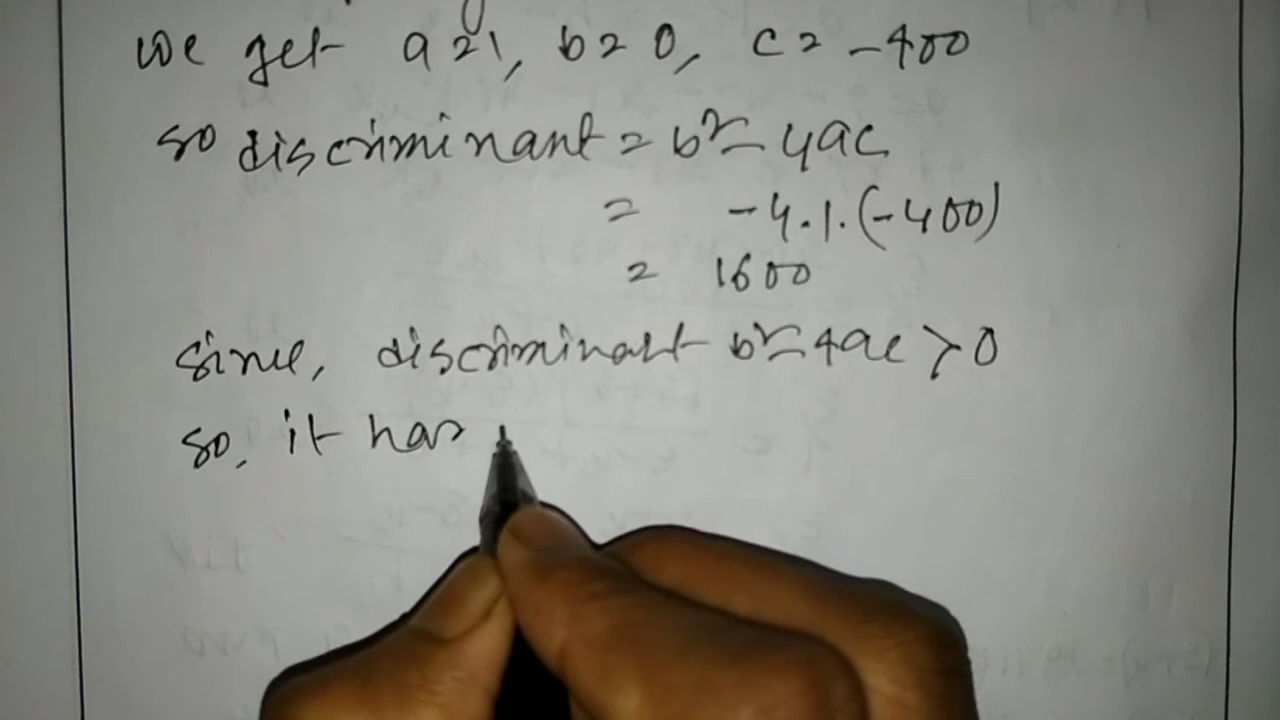 we get a = 1, b = 0, c = -400
so discriminant = b² - 4ac
= -4.1.(-400)
= 1600
since, discriminant b² - 4ac > 0
so, it has